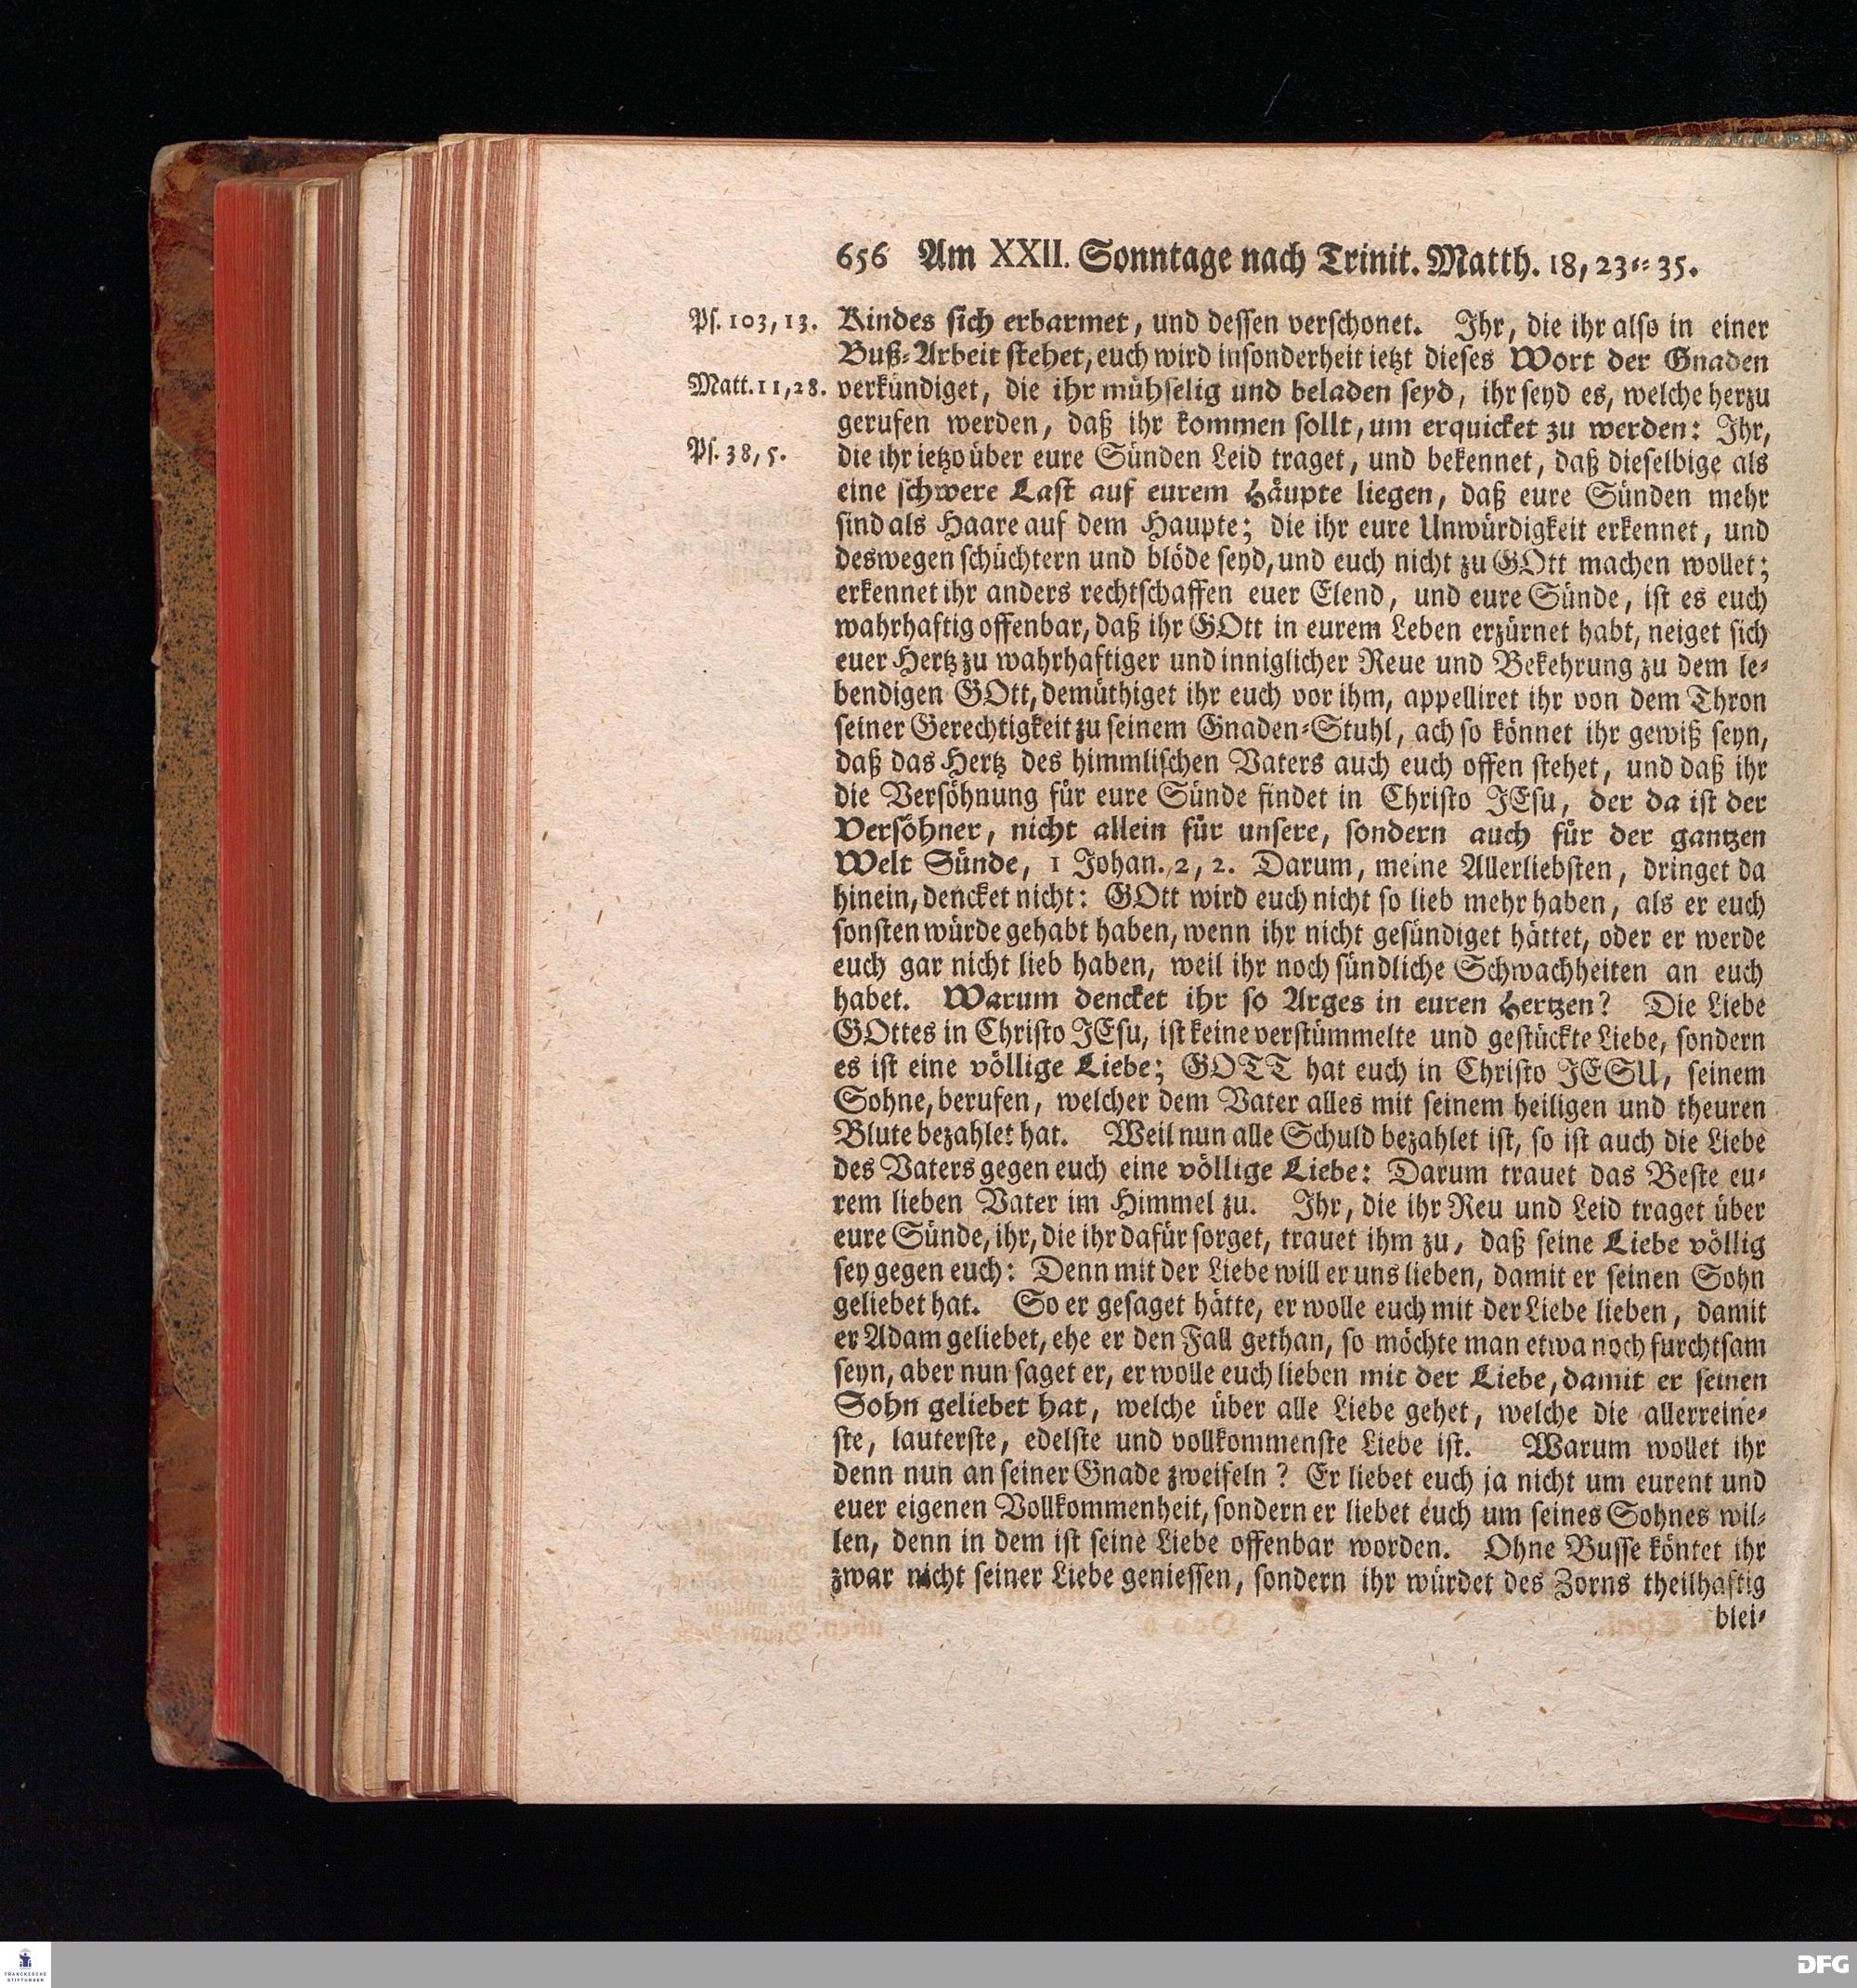 656 Am XXII. Sonntage nach Trinit. Matth. 18, 23⸗⸗35.
Ps. 103, 13. Kindes sich erbarmet, und dessen verschonet. Ihr, die ihr also in einer
Buß⸗Arbeit stehet, euch wird insonderheit ietzt dieses Wort der Gnaden
Matt. 11, 28. verkündiget, die ihr mühselig und beladen seyd, ihr seyd es, welche herzu
gerufen werden, daß ihr kommen sollt, um erquicket zu werden: Ihr,
Ps. 38, 5. die ihr ietzo über eure Sünden Leid traget, und bekennet, daß dieselbige als
eine schwere Last auf eurem Häupte liegen, daß eure Sünden mehr
sind als Haare auf dem Haupte; die ihr eure Unwürdigkeit erkennet, und
deswegen schüchtern und blöde seyd, und euch nicht zu GOtt machen wollet;
erkennet ihr anders rechtschaffen euer Elend, und eure Sünde, ist es euch
wahrhaftig offenbar, daß ihr GOtt in eurem Leben erzürnet habt, neiget sich
euer Hertz zu wahrhaftiger und inniglicher Reue und Bekehrung zu dem le⸗
bendigen GOtt, demüthiget ihr euch vor ihm, appelliret ihr von dem Thron
seiner Gerechtigkeit zu seinem Gnaden⸗Stuhl, ach so könnet ihr gewiß seyn,
daß das Hertz des himmlischen Vaters auch euch offen stehet, und daß ihr
die Versöhnung für eure Sünde findet in Christo JEsu, der da ist der
Versöhner, nicht allein für unsere, sondern auch für der gantzen
Welt Sünde, 1 Johan. 2, 2. Darum, meine Allerliebsten, dringet da
hinein, dencket nicht: GOtt wird euch nicht so lieb mehr haben, als er euch
sonsten würde gehabt haben, wenn ihr nicht gesündiget hättet, oder er werde
euch gar nicht lieb haben, weil ihr noch sündliche Schwachheiten an euch
habet. Warum dencket ihr so Arges in euren Hertzen? Die Liebe
GOttes in Christo JEsu, ist keine verstümmelte und gestückte Liebe, sondern
es ist eine völlige Liebe; GOTT hat euch in Christo JESU, seinem
Sohne, berufen, welcher dem Vater alles mit seinem heiligen und theuren
Blute bezahlet hat. Weil nun alle Schuld bezahlet ist, so ist auch die Liebe
des Vaters gegen euch eine völlige Liebe: Darum trauet das Beste eu⸗
rem lieben Vater im Himmel zu. Ihr, die ihr Reu und Leid traget über
eure Sünde, ihr, die ihr dafür sorget, trauet ihm zu, daß seine Liebe völlig
sey gegen euch: Denn mit der Liebe will er uns lieben, damit er seinen Sohn
geliebet hat. So er gesaget hätte, er wolle euch mit der Liebe lieben, damit
er Adam geliebet, ehe er den Fall gethan, so möchte man etwa noch furchtsam
seyn, aber nun saget er, er wolle euch lieben mit der Liebe, damit er seinen
Sohn geliebet hat, welche über alle Liebe gehet, welche die allerreine⸗
ste, lauterste, edelste und vollkommenste Liebe ist. Warum wollet ihr
denn nun an seiner Gnade zweifeln? Er liebet euch ja nicht um eurent und
euer eigenen Vollkommenheit, sondern er liebet euch um seines Sohnes wil⸗
len, denn in dem ist seine Liebe offenbar worden. Ohne Busse köntet ihr
zwar nicht seiner Liebe geniessen, sondern ihr würdet des Zorns theilhaftig
blei⸗
FRANCKESCHE
STIFTUNGEN
DFG